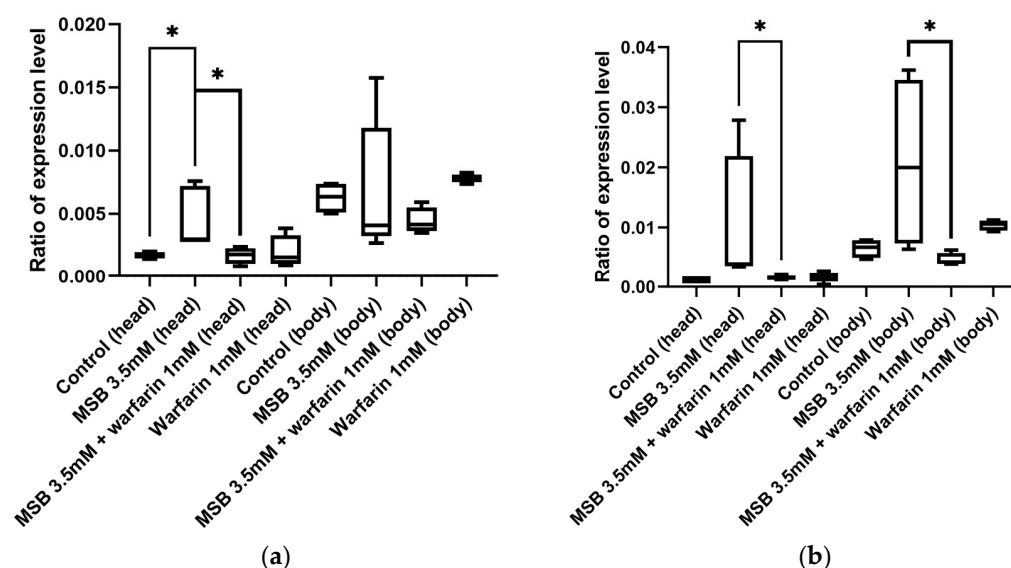 Ratio of expression level
0.020
0.015
0.010
0.005
0.000
*
*
Control (head)
MSB 3.5mM (head)
MSB 3.5mM + warfarin 1mM (head)
Warfarin 1mM (head)
Control (body)
MSB 3.5mM (body)
MSB 3.5mM + warfarin 1mM (body)
Warfarin 1mM (body)
(a)
Ratio of expression level
0.04
0.03
0.02
0.01
0.00
*
*
Control (head)
MSB 3.5mM (head)
MSB 3.5mM + warfarin 1mM (head)
Warfarin 1mM (head)
Control (body)
MSB 3.5mM (body)
MSB 3.5mM + warfarin 1mM (body)
Warfarin 1mM (body)
(b)